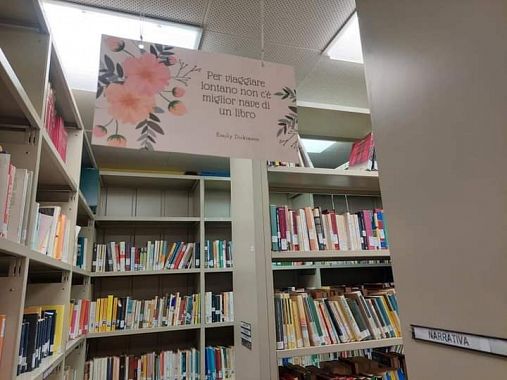 Per viaggiare
lontano non c'è
miglior nave di
un libro
Emily Dickinson
NARRATIVA